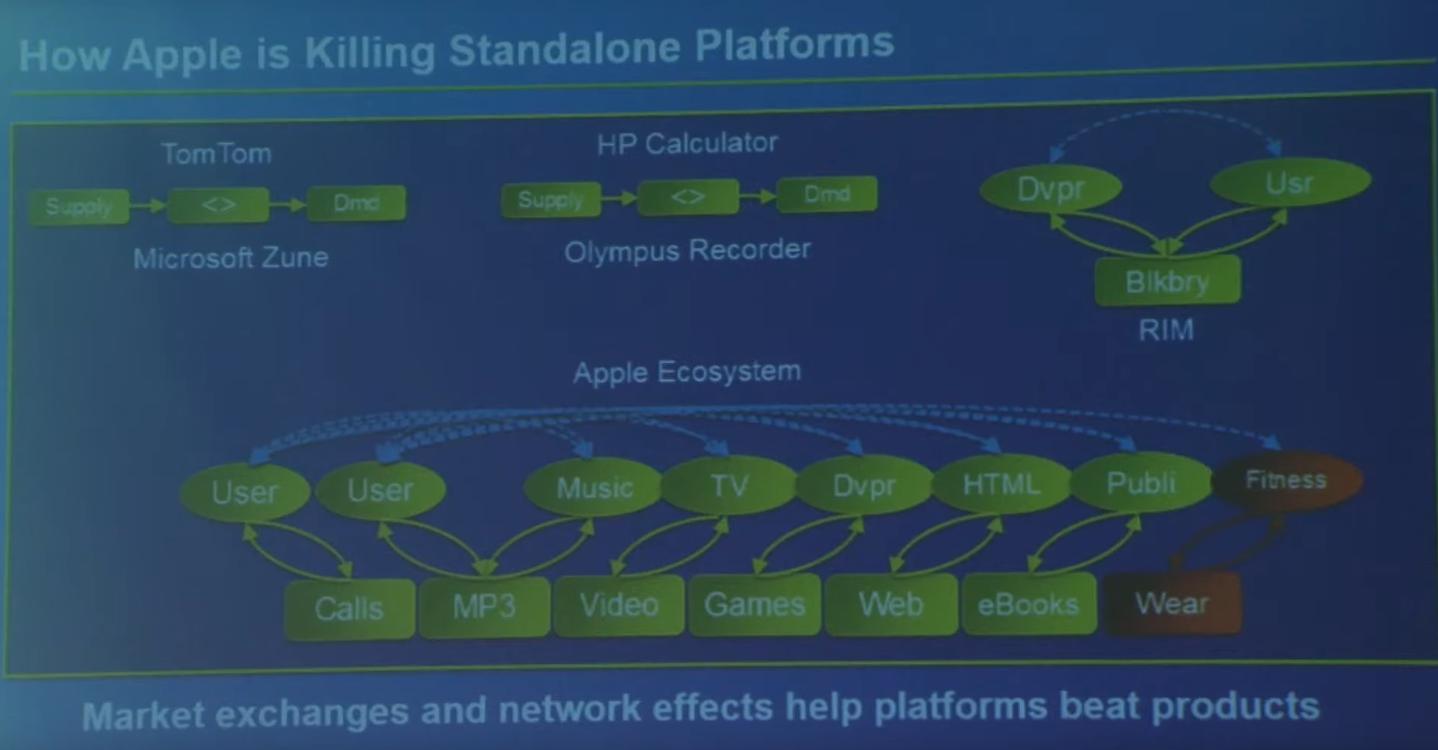 How Apple is Killing Standalone Platforms
TomTom
Supply <> Dmd
Microsoft Zune
HP Calculator
Supply <> Dmd
Olympus Recorder
Dvpr Usr
Blkbry
RIM
Apple Ecosystem
User User Music TV Dvpr HTML Publi Fitness
Calls MP3 Video Games Web eBooks Wear
Market exchanges and network effects help platforms beat products